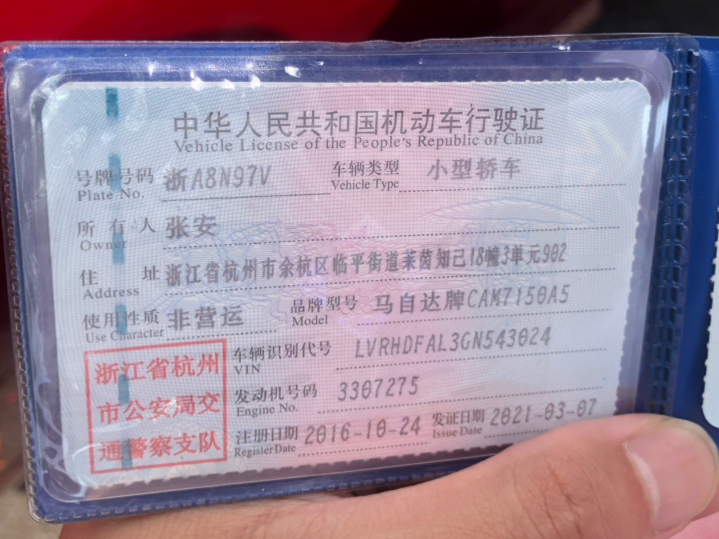 中华人民共和国机动车行驶证
Vehicle License of the People's Republic of China
号牌号码 浙A8N97V 车辆类型 小型轿车
Plate No. Vehicle Type
所有人 张安
Owner
住址 浙江省杭州市余杭区临平街道莱茵知己18幢3单元902
Address
使用性质 非营运 品牌型号 马自达牌CAM7150A5
Use Character Model
浙江省杭州
市公安局交
通警察支队
车辆识别代号 LVRHDFAL3GN543024
VIN
发动机号码 3307275
Engine No.
注册日期 2016-10-24 发证日期 2021-03-07
Register Date Issue Date